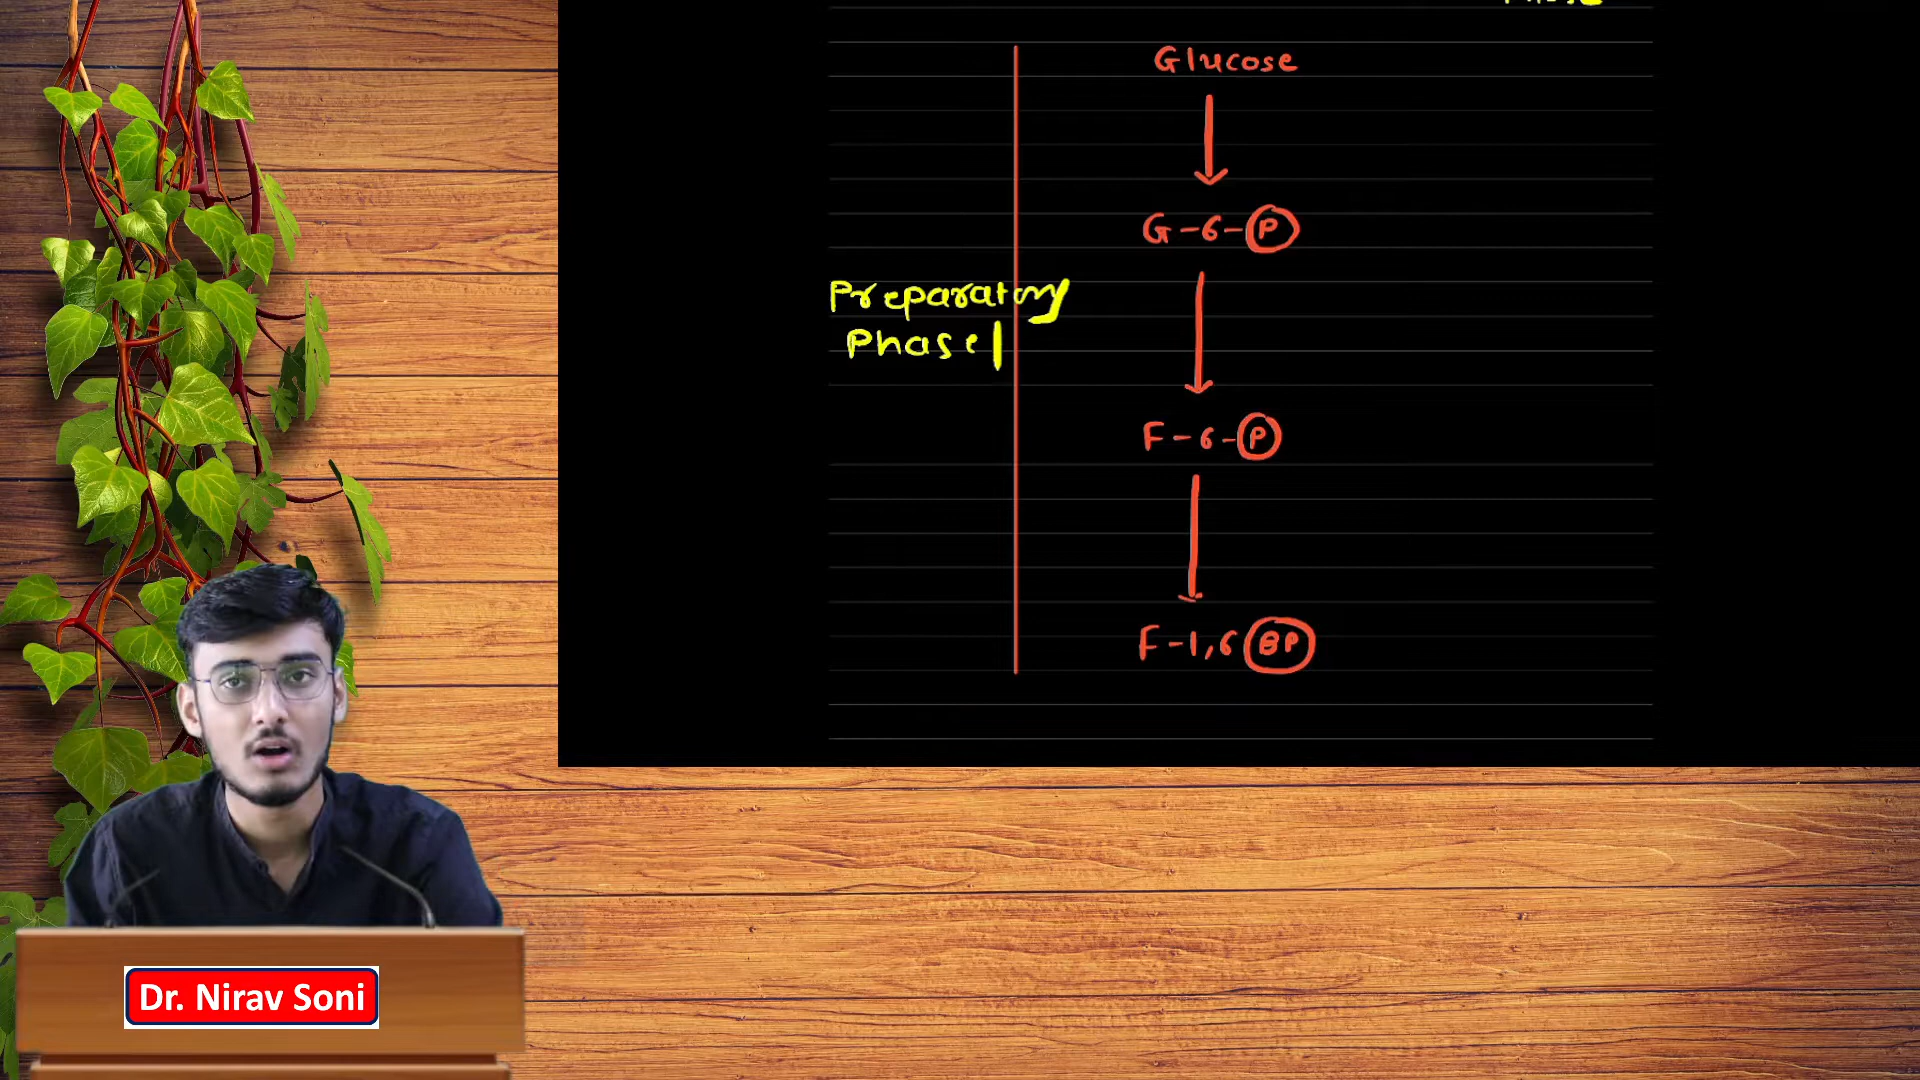 Glucose
G-6-P
Preparatory
Phase
F-6-P
F-1,6 BP
Dr. Nirav Soni